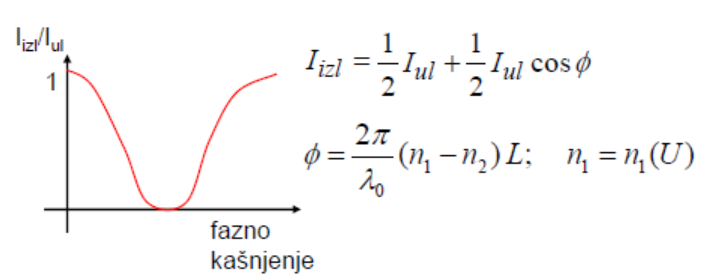 I_izl/I_ul
1
fazno
kašnjenje
I_izl = 1/2 I_ul + 1/2 I_ul cos ϕ
ϕ = 2π/λ₀ (n₁ − n₂) L;   n₁ = n₁(U)